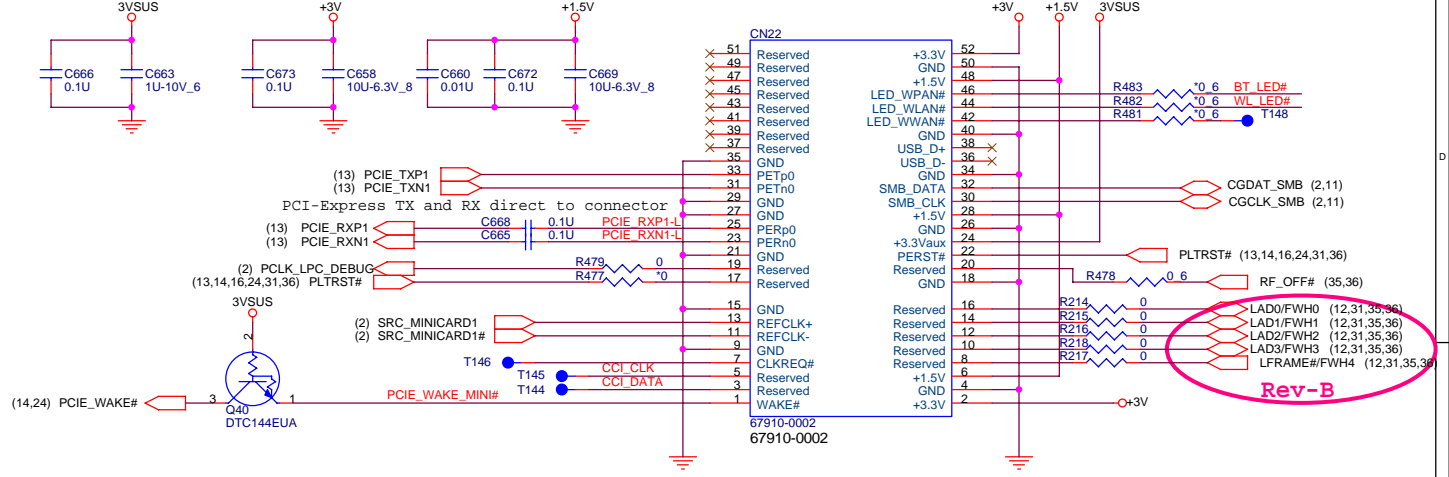 3VSUS +3V +1.5V +3V +1.5V 3VSUS
C666 0.1U C663 1U-10V_6 C673 0.1U C658 10U-6.3V_8 C660 0.01U C672 0.1U C669 10U-6.3V_8
CN22
51 Reserved +3.3V 52
49 Reserved GND 50
47 Reserved +1.5V 48
45 Reserved LED_WPAN# 46 R483 *0_6 BT_LED#
43 Reserved LED_WLAN# 44 R482 *0_6 WL_LED#
41 Reserved LED_WWAN# 42 R481 *0_6 T148
39 Reserved GND 40
37 Reserved USB_D+ 38
35 GND USB_D- 36
(13) PCIE_TXP1 33 PETp0 GND 34
(13) PCIE_TXN1 31 PETn0 SMB_DATA 32 CGDAT_SMB (2,11)
PCI-Express TX and RX direct to connector 29 GND SMB_CLK 30 CGCLK_SMB (2,11)
27 GND +1.5V 28
(13) PCIE_RXP1 C668 0.1U PCIE_RXP1-L 25 PERp0 GND 26
(13) PCIE_RXN1 C665 0.1U PCIE_RXN1-L 23 PERn0 +3.3Vaux 24
21 GND PERST# 22 PLTRST# (13,14,16,24,31,36)
(2) PCLK_LPC_DEBUG R479 0 19 Reserved Reserved 20
(13,14,16,24,31,36) PLTRST# R477 *0 17 Reserved GND 18 R478 0_6 RF_OFF# (35,36)
3VSUS
15 GND Reserved 16 R214 0 LAD0/FWH0 (12,31,35,36)
(2) SRC_MINICARD1 13 REFCLK+ Reserved 14 R215 0 LAD1/FWH1 (12,31,35,36)
(2) SRC_MINICARD1# 11 REFCLK- Reserved 12 R216 0 LAD2/FWH2 (12,31,35,36)
9 GND Reserved 10 R218 0 LAD3/FWH3 (12,31,35,36)
T146 7 CLKREQ# Reserved 8 R217 0 LFRAME#/FWH4 (12,31,35,36)
T145 CCI_CLK 5 Reserved +1.5V 6
T144 CCI_DATA 3 Reserved GND 4
Rev-B
(14,24) PCIE_WAKE# 3 2 1 PCIE_WAKE_MINI# 1 WAKE# +3.3V 2 +3V
Q40
DTC144EUA
67910-0002
67910-0002
D